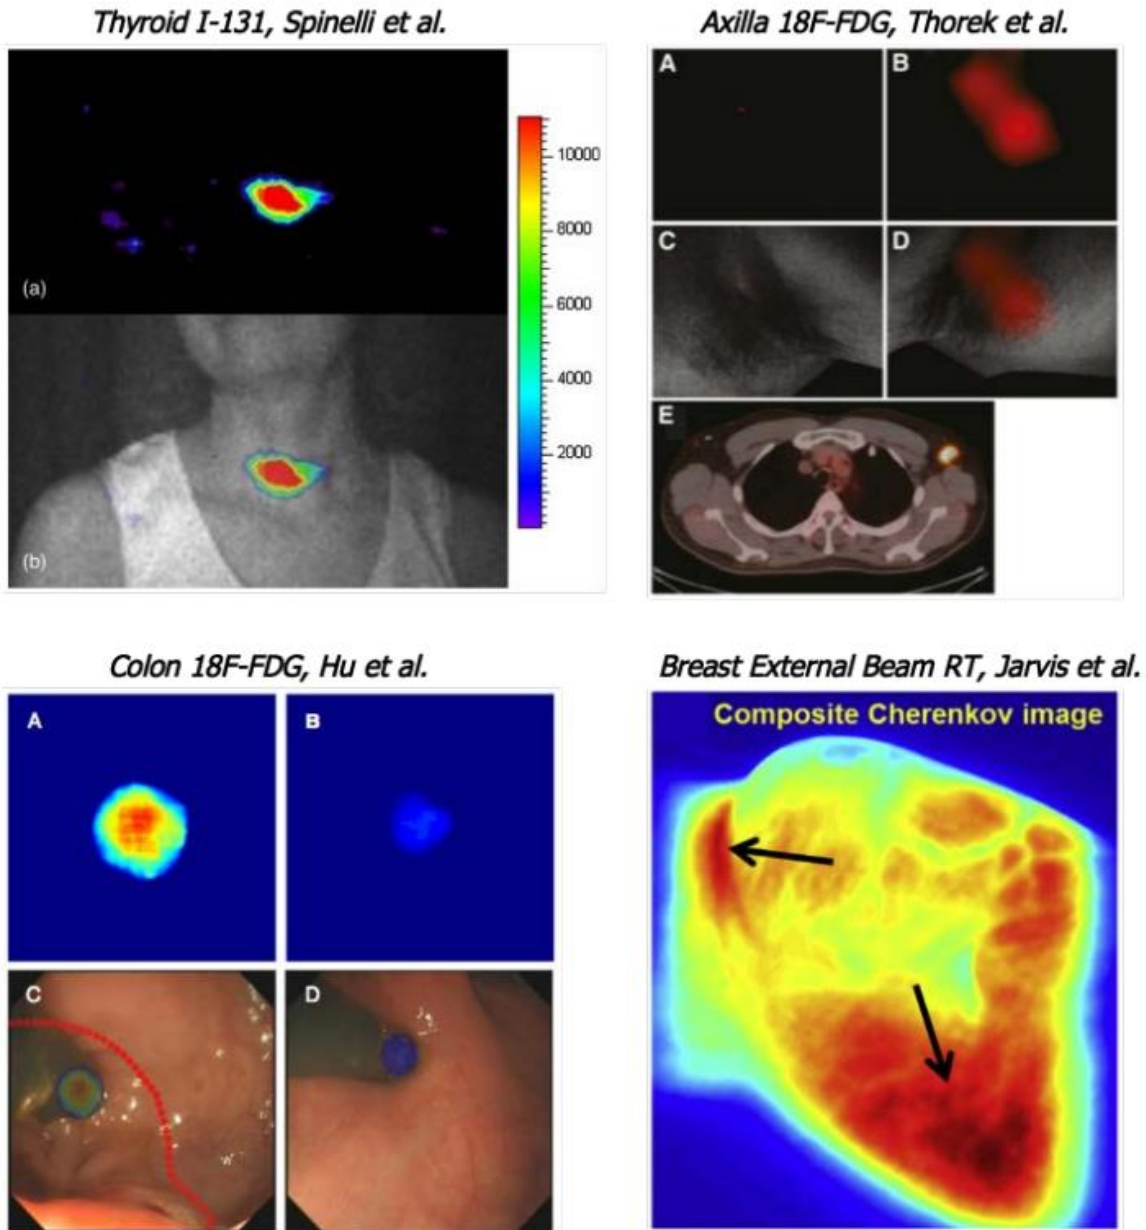 Thyroid I-131, Spinelli et al.
10000
8000
6000
4000
2000
(a)
(b)
Axilla 18F-FDG, Thorek et al.
A
B
C
D
E
Colon 18F-FDG, Hu et al.
A
B
C
D
Breast External Beam RT, Jarvis et al.
Composite Cherenkov image